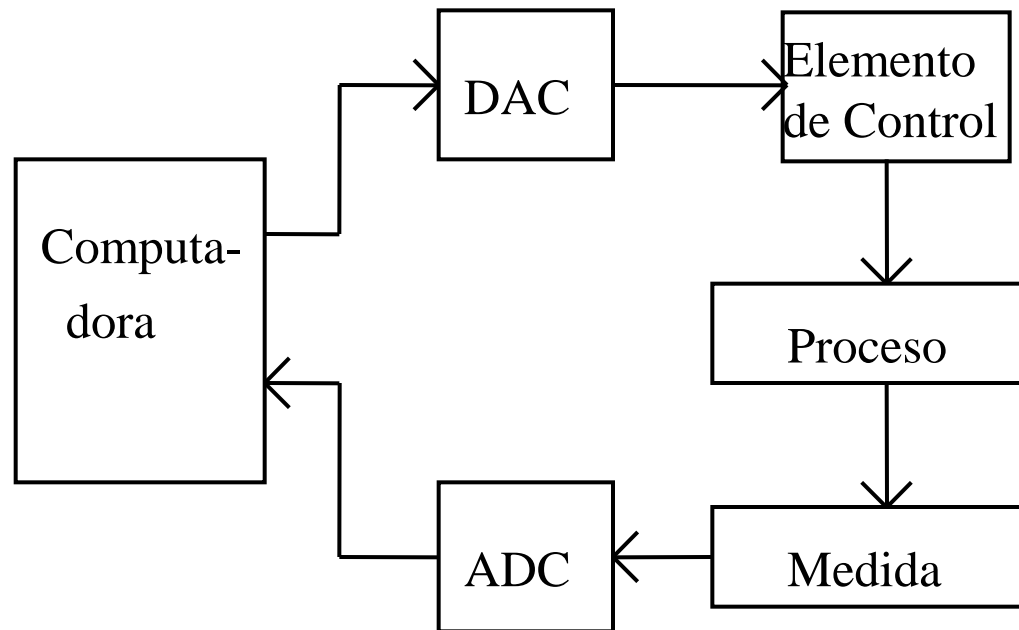 DAC
Elemento
de Control
Computa-
dora
Proceso
ADC
Medida